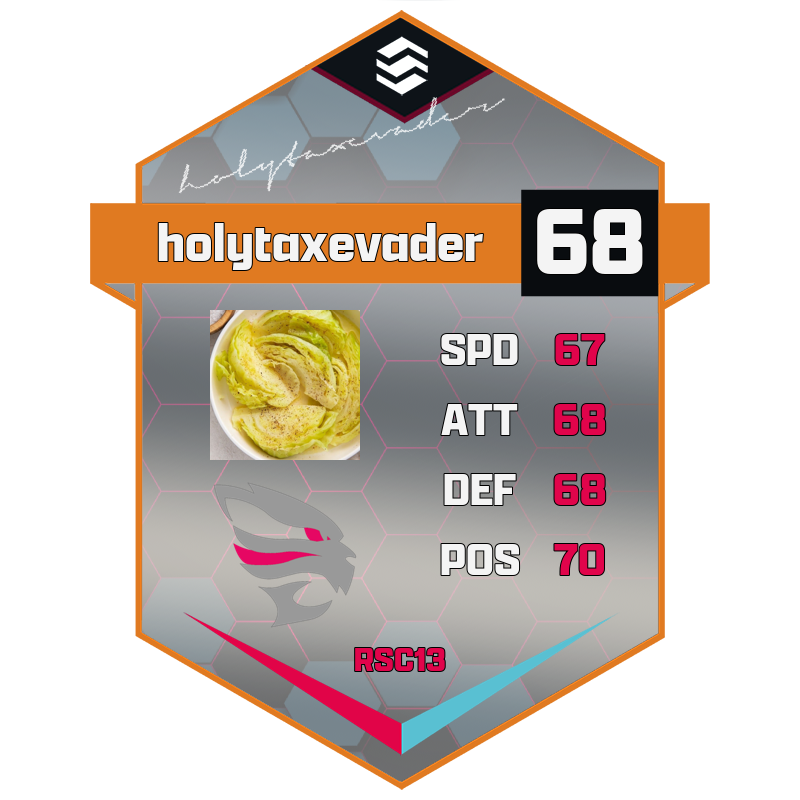 holytaxevader
holytaxevader 68
SPD 67
ATT 68
DEF 68
POS 70
RSC13